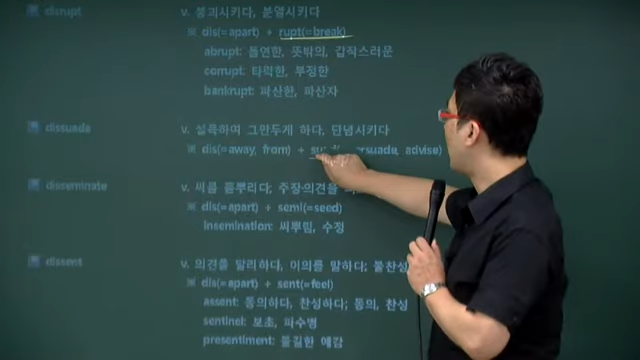 disrupt v. 붕괴시키다, 분열시키다
※ dis(=apart) + rupt(=break)
abrupt: 돌연한, 뜻밖의, 갑작스러운
corrupt: 타락한, 부정한
bankrupt: 파산한, 파산자
dissuade v. 설득하여 그만두게 하다, 단념시키다
※ dis(=away, from) + advise)
disseminate v. 씨를 흩뿌리다; 주장·의견을
※ dis(=apart) + semi(=seed)
insemination: 씨뿌림, 수정
dissent v. 의견을 달리하다, 이의를 말하다; 불찬성
※ dis(=apart) + sent(=feel)
assent: 동의하다, 찬성하다; 동의, 찬성
sentinel: 보초, 파수병
presentiment: 불길한 예감